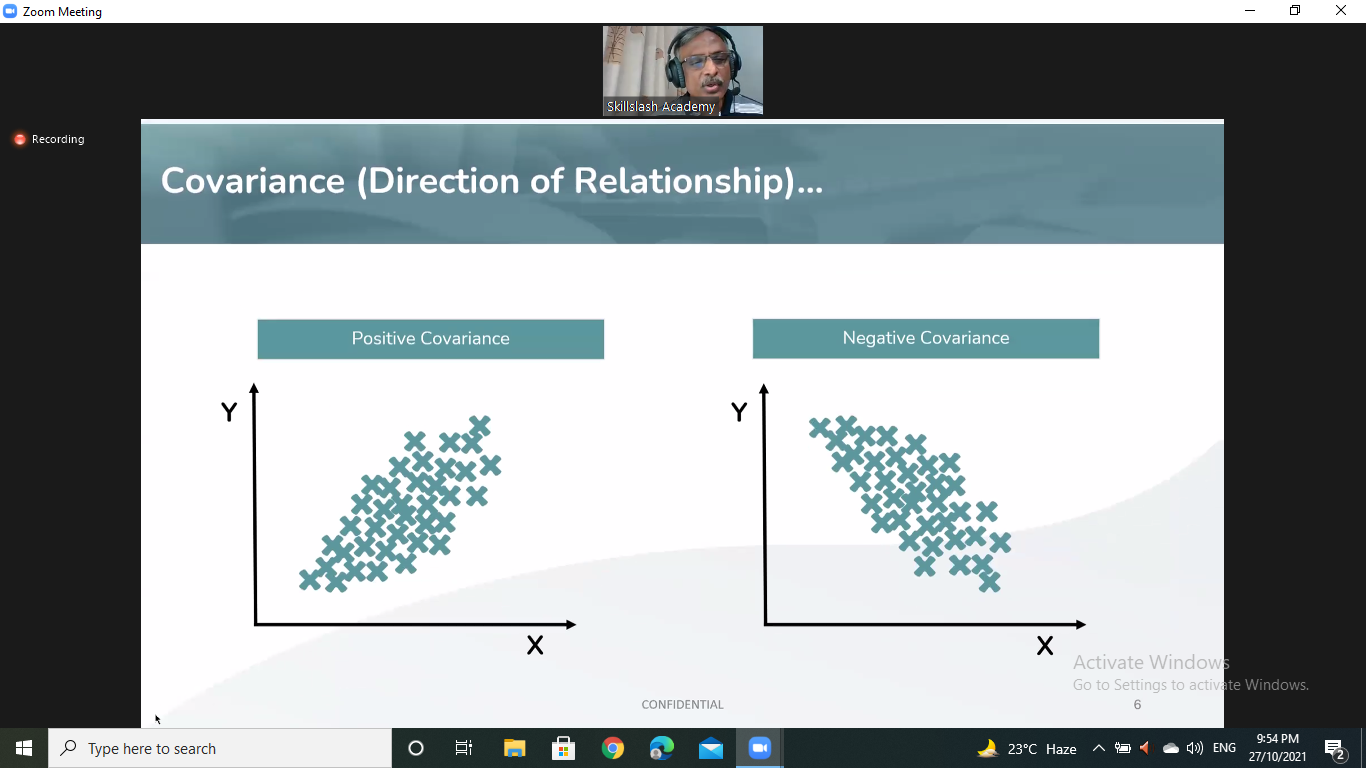 Zoom Meeting
Skillslash Academy
Recording
Covariance (Direction of Relationship)...
Positive Covariance
Negative Covariance
Y
Y
X
X
Activate Windows
Go to Settings to activate Windows.
CONFIDENTIAL
6
Type here to search
23°C Haze
ENG
9:54 PM
27/10/2021
2